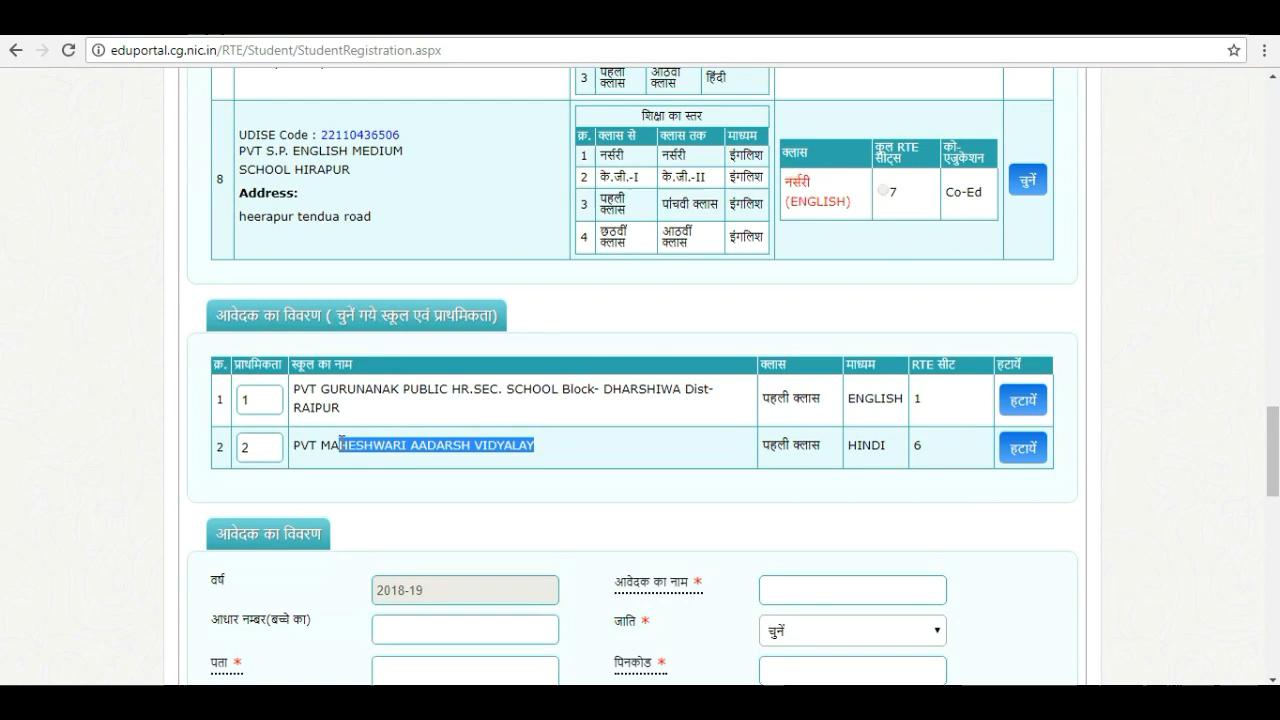 eduportal.cg.nic.in/RTE/Student/StudentRegistration.aspx
3 पहली क्लास आठवीं क्लास हिंदी
8
UDISE Code : 22110436506
PVT S.P. ENGLISH MEDIUM
SCHOOL HIRAPUR
Address:
heerapur tendua road
शिक्षा का स्तर
क्र. क्लास से क्लास तक माध्यम
1 नर्सरी नर्सरी इंगलिश
2 के.जी.-I के.जी.-II इंगलिश
3 पहली क्लास पांचवी क्लास इंगलिश
4 छठवीं क्लास आठवीं क्लास इंगलिश
क्लास कुल RTE सीट्स को-एजुकेशन
नर्सरी (ENGLISH) 7 Co-Ed
चुनें
आवेदक का विवरण ( चुनें गये स्कूल एवं प्राथमिकता)
क्र. प्राथमिकता स्कूल का नाम क्लास माध्यम RTE सीट हटायें
1 1 PVT GURUNANAK PUBLIC HR.SEC. SCHOOL Block- DHARSHIWA Dist-
RAIPUR पहली क्लास ENGLISH 1 हटायें
2 2 PVT MAHESHWARI AADARSH VIDYALAY पहली क्लास HINDI 6 हटायें
आवेदक का विवरण
वर्ष 2018-19 आवेदक का नाम *
आधार नम्बर(बच्चे का) जाति * चुनें
पता * पिनकोड *